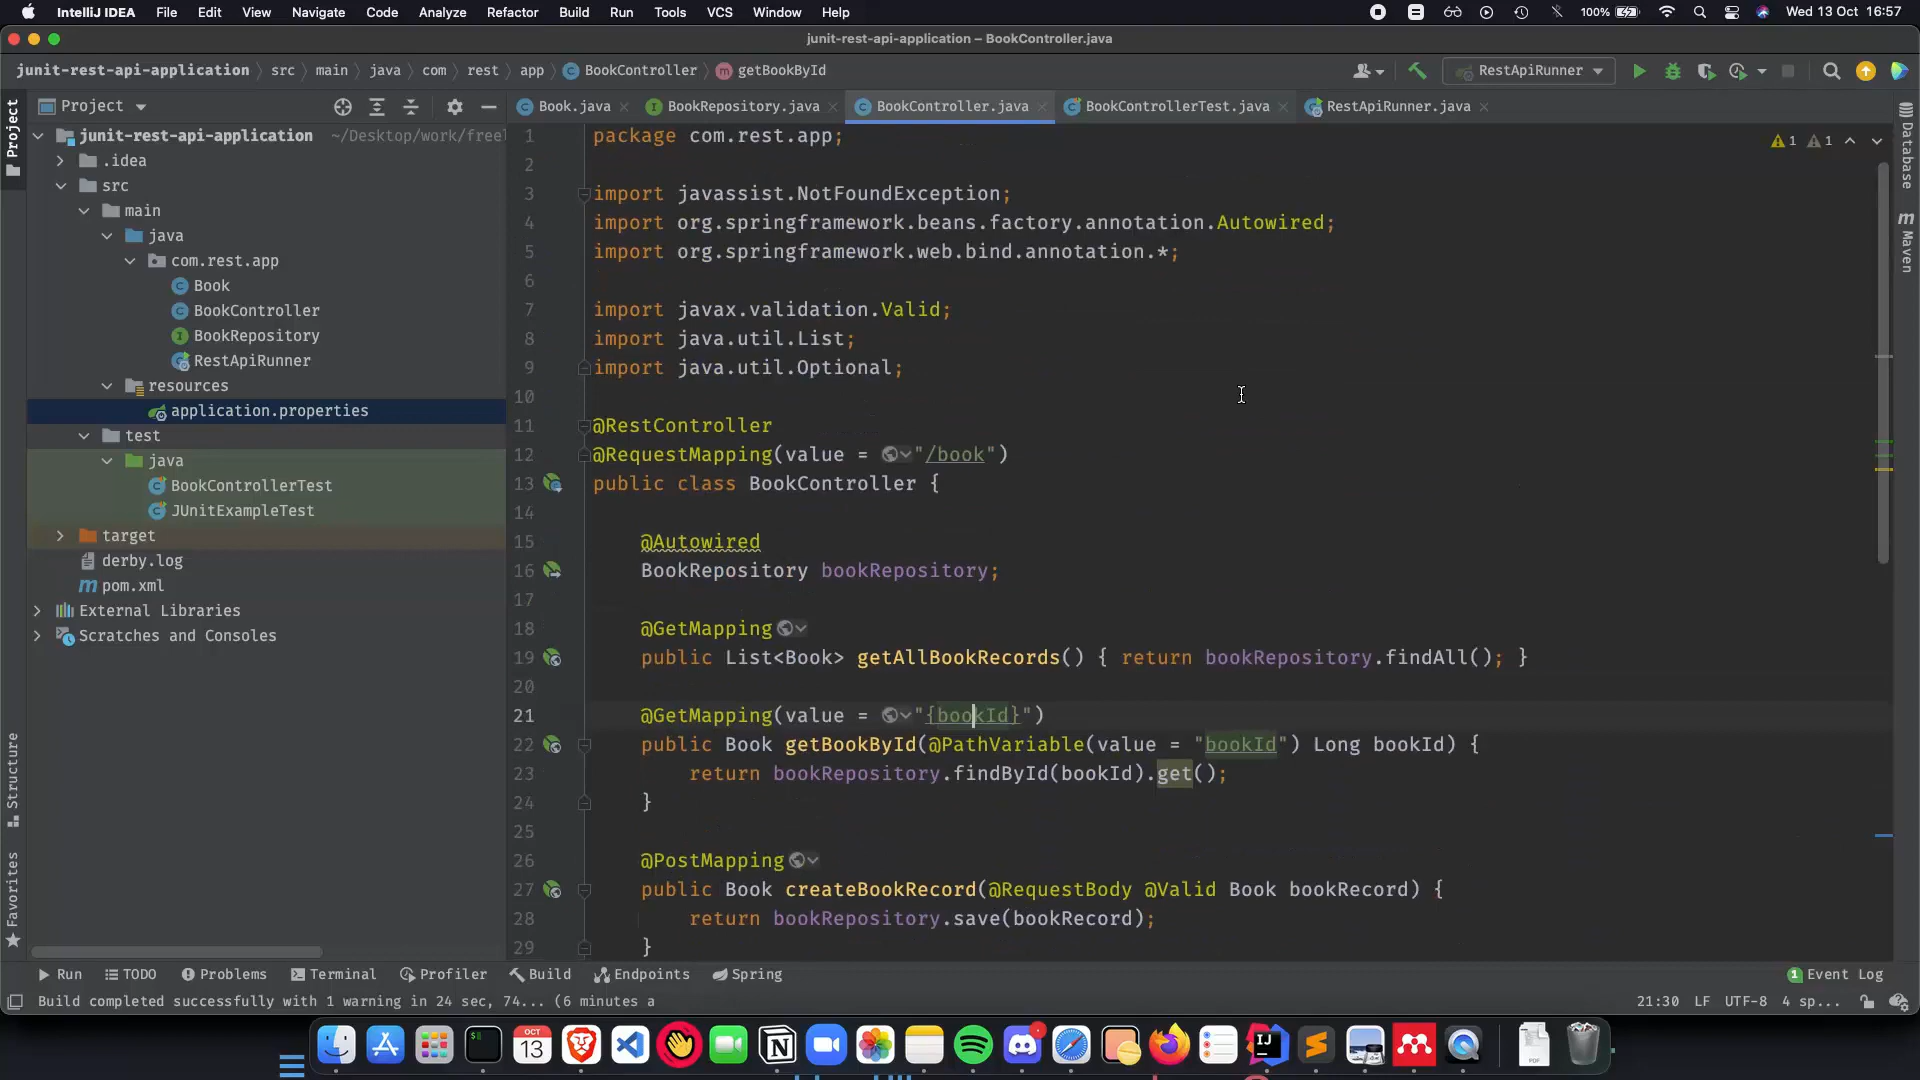 IntelliJ IDEA File Edit View Navigate Code Analyze Refactor Build Run Tools VCS Window Help 100% Wed 13 Oct 16:57
junit-rest-api-application – BookController.java
junit-rest-api-application src main java com rest app BookController getBookById RestApiRunner
Project Book.java BookRepository.java BookController.java BookControllerTest.java RestApiRunner.java
junit-rest-api-application ~/Desktop/work/freel
.idea
src
main
java
com.rest.app
Book
BookController
BookRepository
RestApiRunner
resources
application.properties
test
java
BookControllerTest
JUnitExampleTest
target
derby.log
pom.xml
External Libraries
Scratches and Consoles
Project
Structure
Favorites
1 package com.rest.app;
2
3 import javassist.NotFoundException;
4 import org.springframework.beans.factory.annotation.Autowired;
5 import org.springframework.web.bind.annotation.*;
6
7 import javax.validation.Valid;
8 import java.util.List;
9 import java.util.Optional;
10
11 @RestController
12 @RequestMapping(value = "/book")
13 public class BookController {
14
15 @Autowired
16 BookRepository bookRepository;
17
18 @GetMapping
19 public List<Book> getAllBookRecords() { return bookRepository.findAll(); }
20
21 @GetMapping(value = "{bookId}")
22 public Book getBookById(@PathVariable(value = "bookId") Long bookId) {
23 return bookRepository.findById(bookId).get();
24 }
25
26 @PostMapping
27 public Book createBookRecord(@RequestBody @Valid Book bookRecord) {
28 return bookRepository.save(bookRecord);
29 }
1 1
Database
Maven
Run TODO Problems Terminal Profiler Build Endpoints Spring 1 Event Log
Build completed successfully with 1 warning in 24 sec, 74... (6 minutes a 21:30 LF UTF-8 4 sp...
OCT
13
IJ
PDF